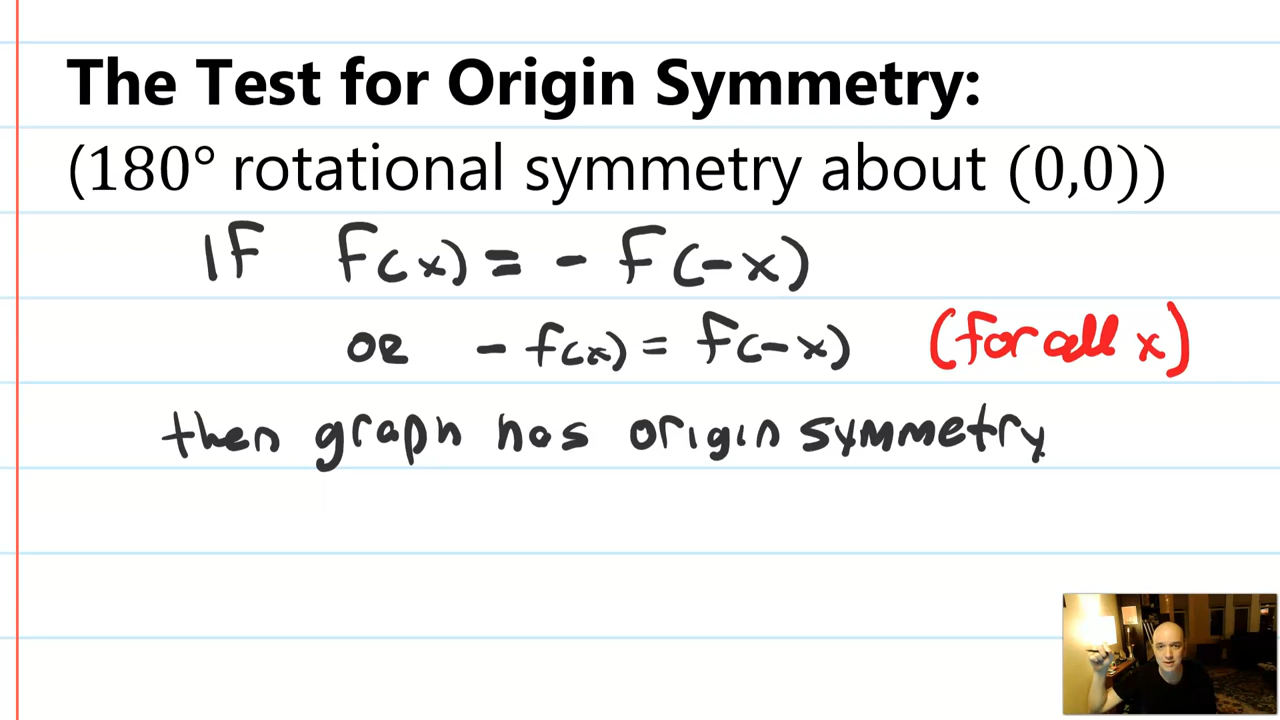 The Test for Origin Symmetry:
(180° rotational symmetry about (0,0))
IF f(x) = - f(-x)
OR - f(x) = f(-x) (for all x)
then graph has origin symmetry.